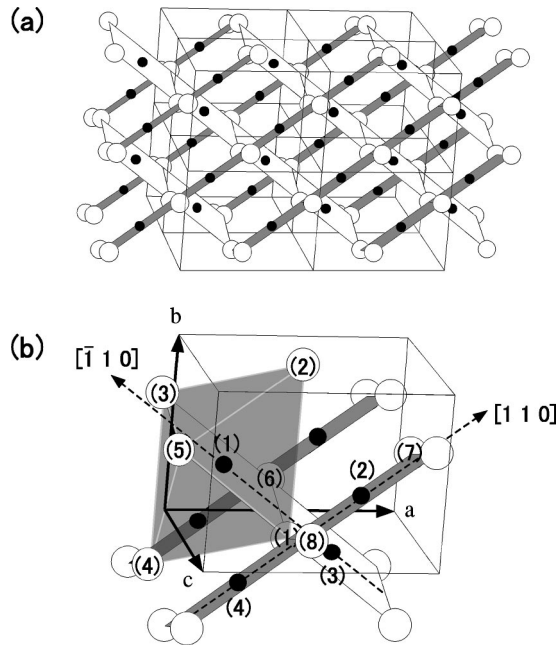 (a)
(b)
b
[1̄ 1 0]
(3)
(2)
[1 1 0]
(5)
(1)
(7)
(6)
(2)
a
(4)
(1)
(8)
(3)
c
(4)